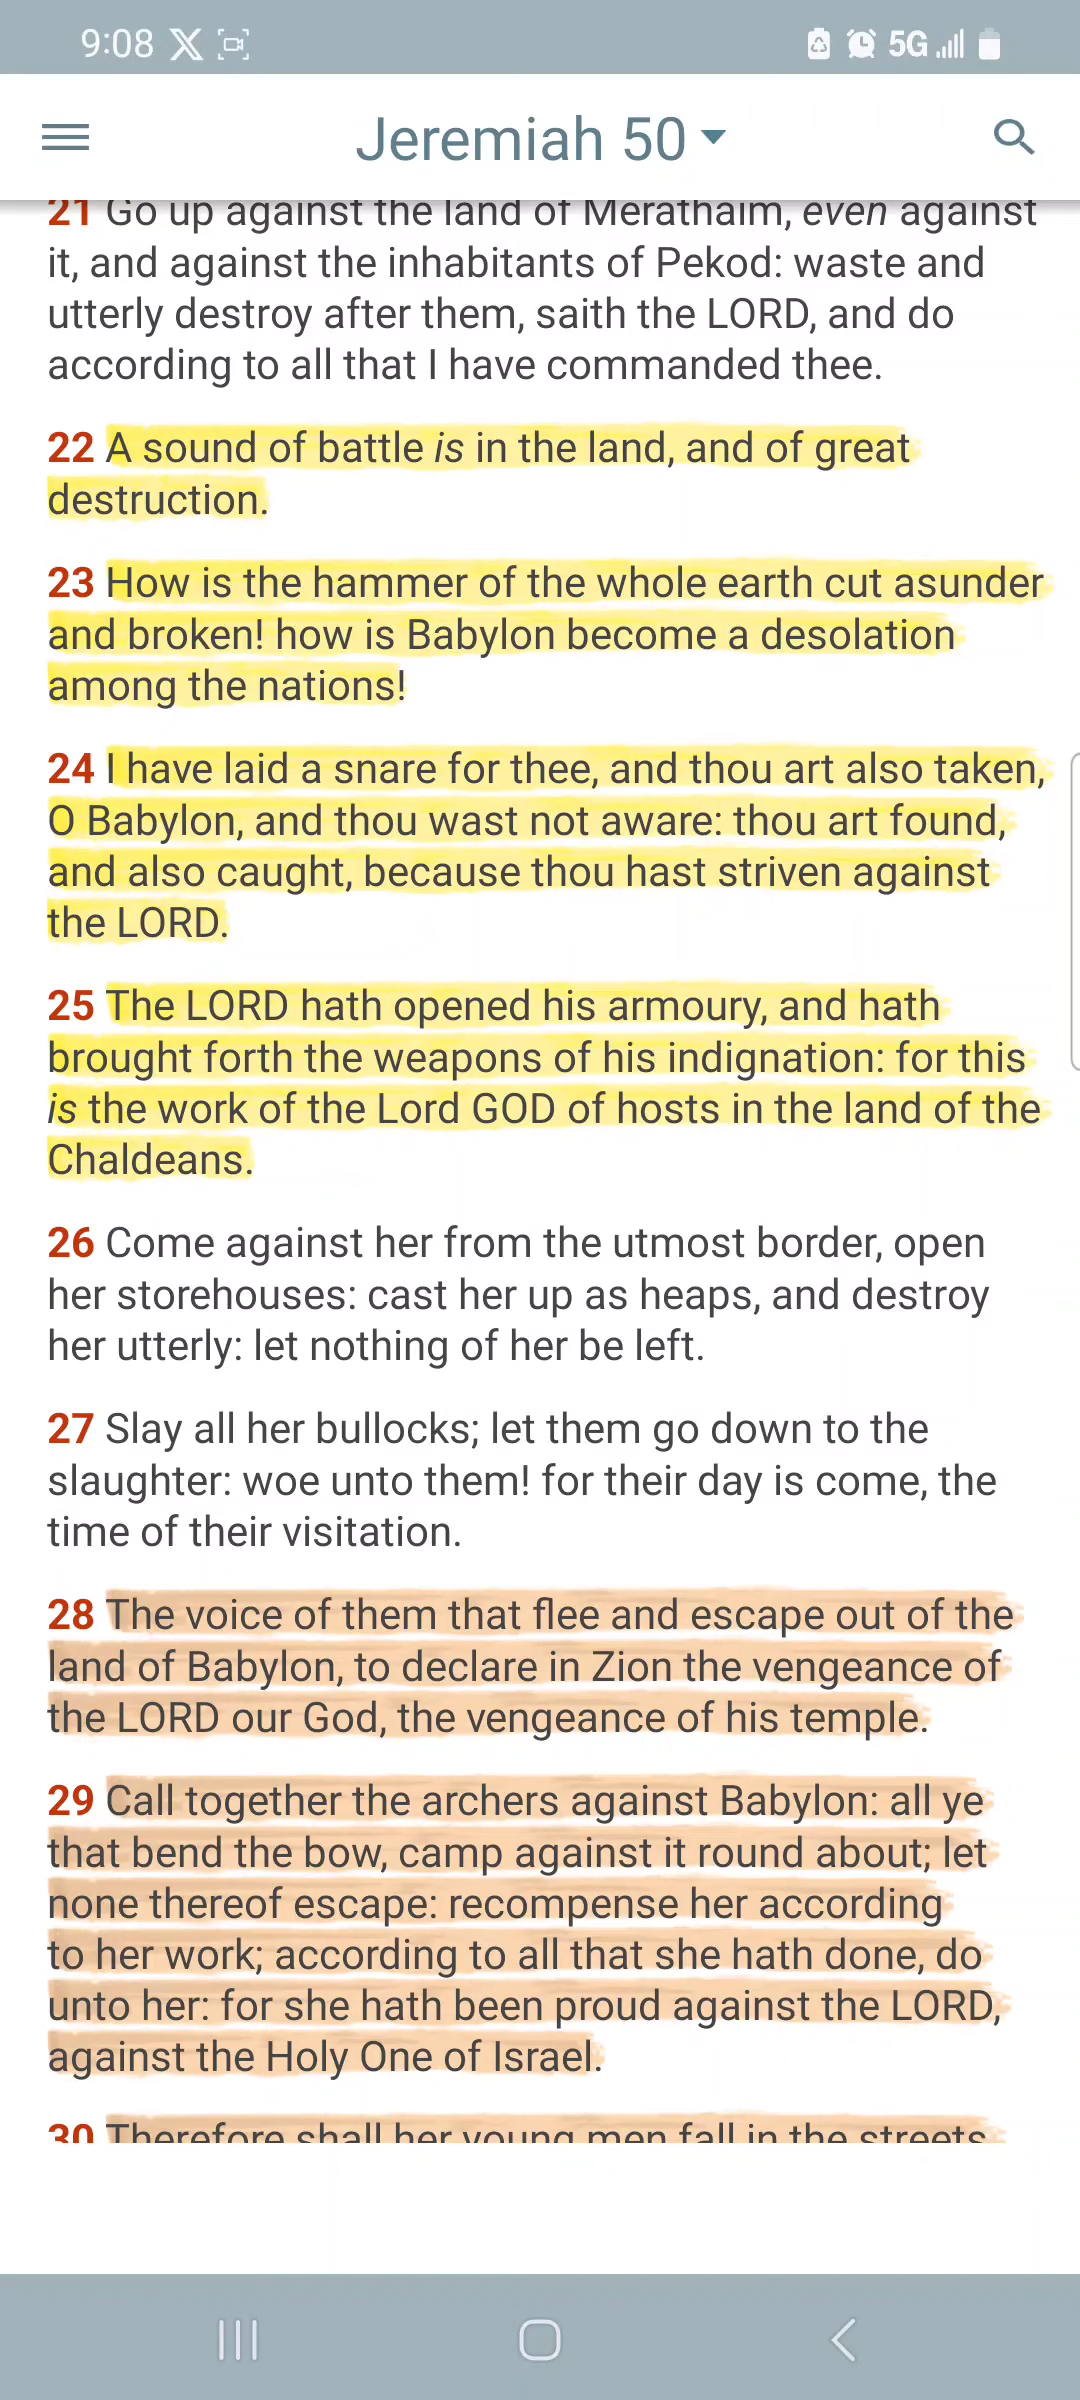 9:08 X 5G
Jeremiah 50
21 Go up against the land of Merathaim, even against
it, and against the inhabitants of Pekod: waste and
utterly destroy after them, saith the LORD, and do
according to all that I have commanded thee.
22 A sound of battle is in the land, and of great
destruction.
23 How is the hammer of the whole earth cut asunder
and broken! how is Babylon become a desolation
among the nations!
24 I have laid a snare for thee, and thou art also taken,
O Babylon, and thou wast not aware: thou art found,
and also caught, because thou hast striven against
the LORD.
25 The LORD hath opened his armoury, and hath
brought forth the weapons of his indignation: for this
is the work of the Lord GOD of hosts in the land of the
Chaldeans.
26 Come against her from the utmost border, open
her storehouses: cast her up as heaps, and destroy
her utterly: let nothing of her be left.
27 Slay all her bullocks; let them go down to the
slaughter: woe unto them! for their day is come, the
time of their visitation.
28 The voice of them that flee and escape out of the
land of Babylon, to declare in Zion the vengeance of
the LORD our God, the vengeance of his temple.
29 Call together the archers against Babylon: all ye
that bend the bow, camp against it round about; let
none thereof escape: recompense her according
to her work; according to all that she hath done, do
unto her: for she hath been proud against the LORD,
against the Holy One of Israel.
30 Therefore shall her young men fall in the streets